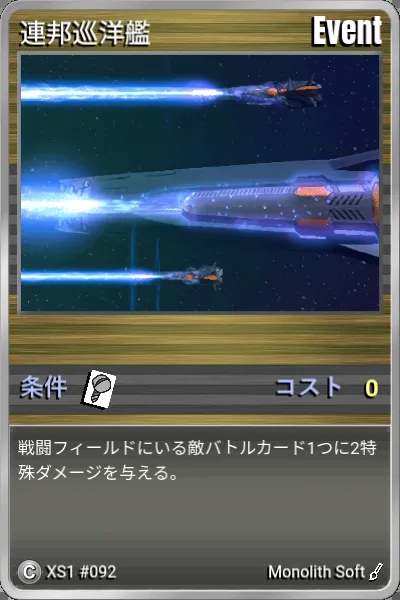 連邦巡洋艦 Event
条件 コスト 0
戦闘フィールドにいる敵バトルカード1つに2特
殊ダメージを与える。
C XS1 #092 Monolith Soft